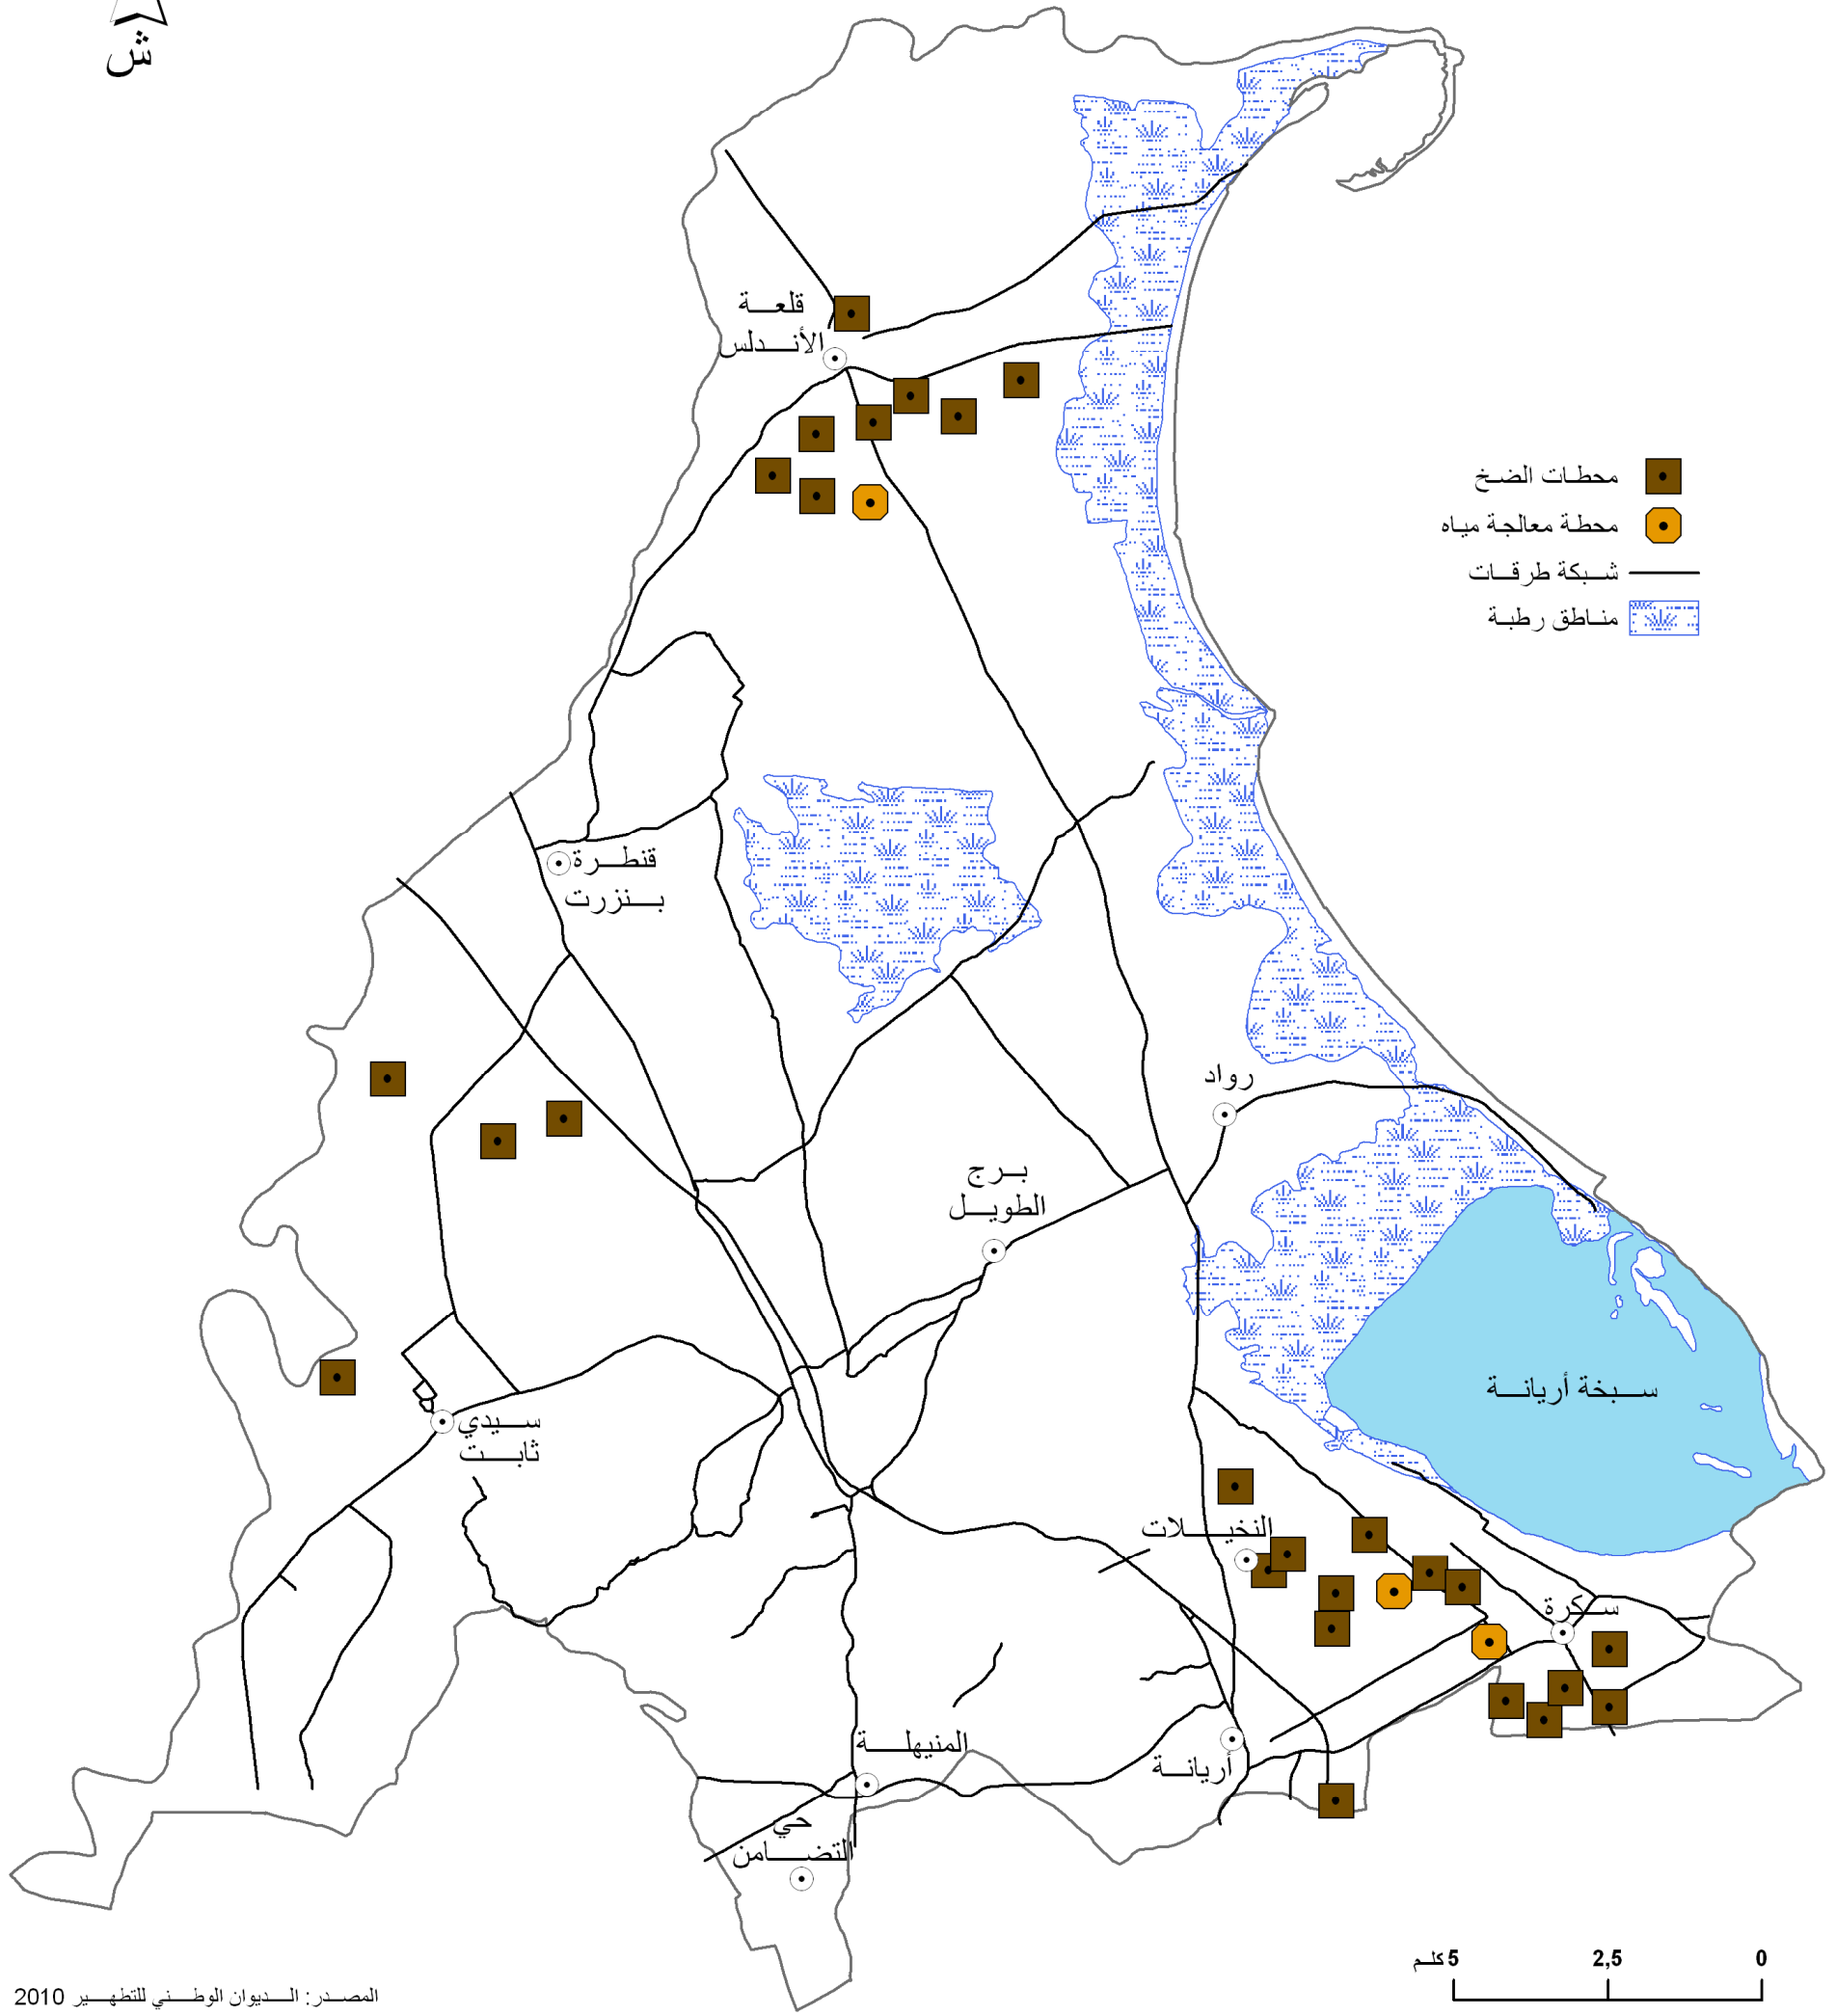 ش
قلعة
الأندلس
محطات الضخ
محطة معالجة مياه
شبكة طرقات
مناطق رطبة
قنطرة
بنزرت
رواد
برج
الطويل
سبخة أريانة
سيدي
ثابت
النخيلات
سكرة
المنيهلة
أريانة
حي
التضامن
0 2,5 5 كلم
المصدر: الديوان الوطني للتطهير 2010